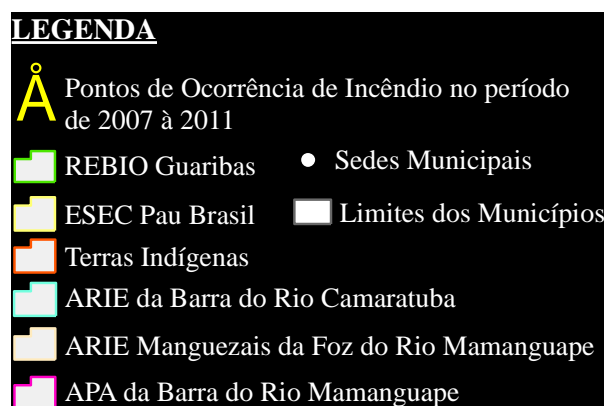 LEGENDA
Å Pontos de Ocorrência de Incêndio no período
de 2007 à 2011
REBIO Guaribas
Sedes Municipais
ESEC Pau Brasil
Limites dos Municípios
Terras Indígenas
ARIE da Barra do Rio Camaratuba
ARIE Manguezais da Foz do Rio Mamanguape
APA da Barra do Rio Mamanguape